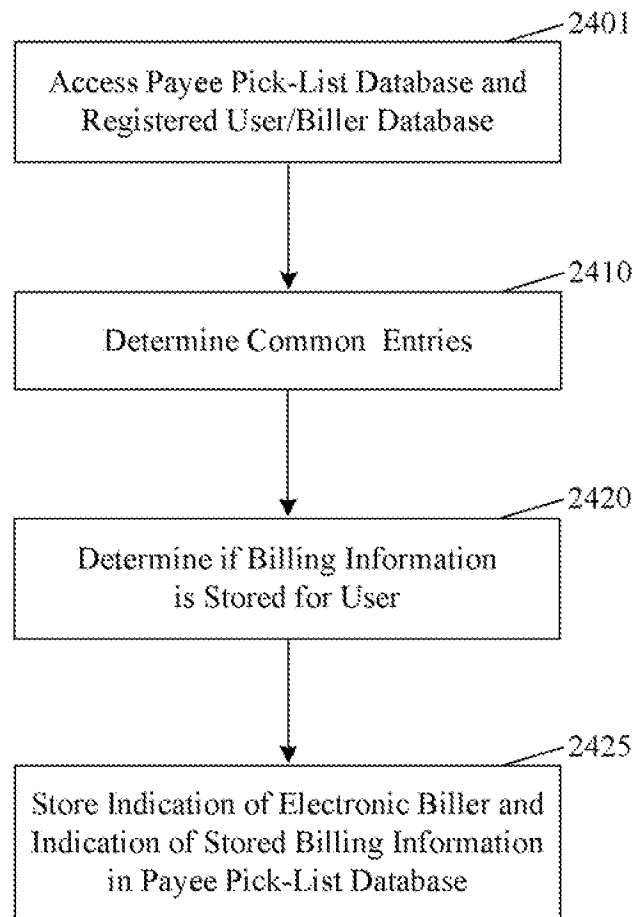 2401
Access Payee Pick-List Database and
Registered User/Biller Database
2410
Determine Common Entries
2420
Determine if Billing Information
is Stored for User
2425
Store Indication of Electronic Biller and
Indication of Stored Billing Information
in Payee Pick-List Database